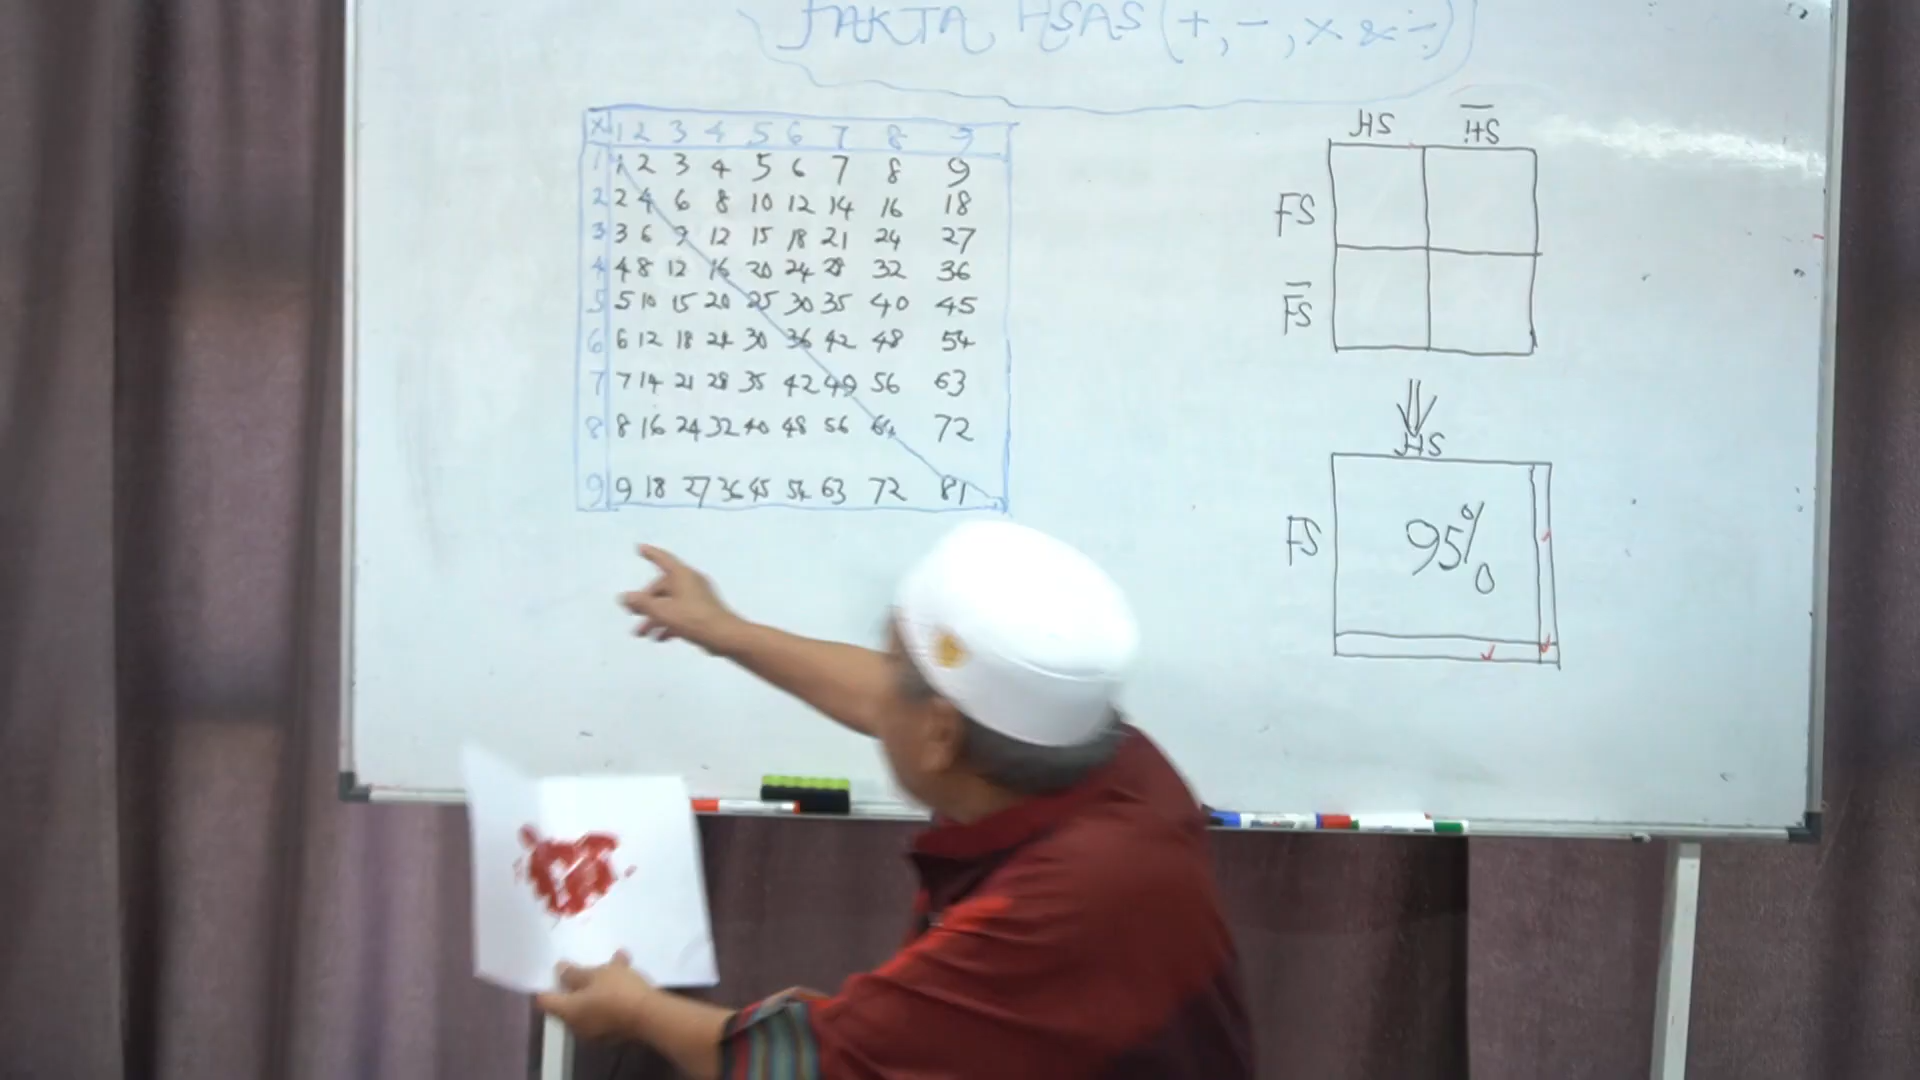 FAKTA HSAS (+, -, x & ÷)
x 1 2 3 4 5 6 7 8 9
1 1 2 3 4 5 6 7 8 9
2 2 4 6 8 10 12 14 16 18
3 3 6 9 12 15 18 21 24 27
4 4 8 12 16 20 24 28 32 36
5 5 10 15 20 25 30 35 40 45
6 6 12 18 24 30 36 42 48 54
7 7 14 21 28 35 42 49 56 63
8 8 16 24 32 40 48 56 64 72
9 9 18 27 36 45 54 63 72 81
HS H̅S̅
FS
F̅S̅
HS
FS 95%